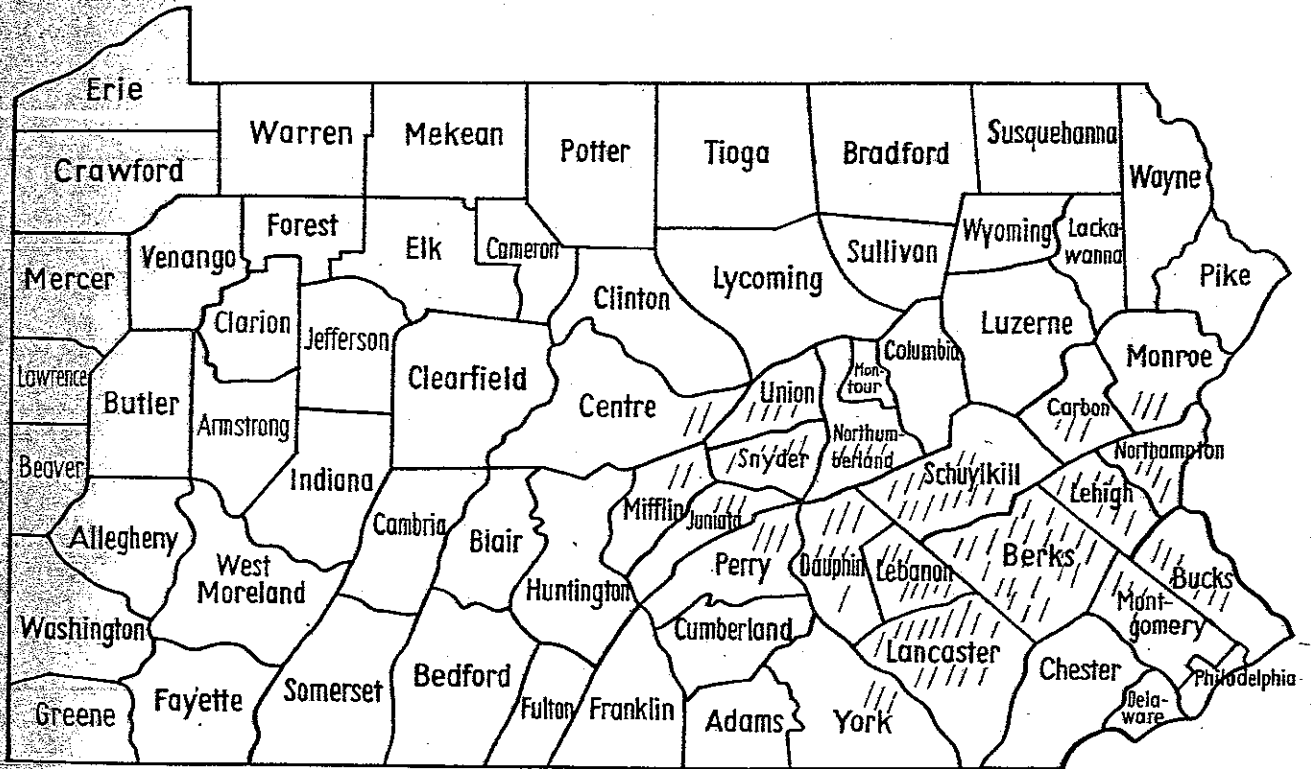 Erie
Warren
Mekean
Potter
Tioga
Bradford
Susquehanna
Crawford
Wayne
Forest
Venango
Elk
Cameron
Sullivan
Wyoming
Lacka-
wanna
Mercer
Lycoming
Pike
Clinton
Clarion
Jefferson
Luzerne
Columbia
Monroe
Lawrence
Butler
Clearfield
Centre
Union
Mon-
tour
Carbon
Armstrong
Northum-
berland
Northampton
Beaver
Snyder
Schuylkill
Lehigh
Indiana
Mifflin
Juniata
Cambria
Blair
Allegheny
West
Moreland
Huntington
Perry
Dauphin
Lebanon
Berks
Bucks
Mont-
gomery
Washington
Cumberland
Lancaster
Chester
Philadelphia
Bedford
Somerset
Fayette
Greene
Fulton
Franklin
Adams
York
Dela-
ware